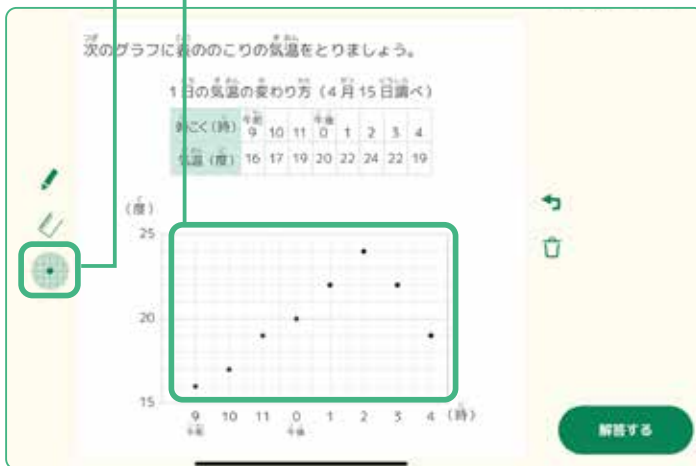 次のグラフに表ののこりの気温をとりましょう。
1日の気温の変わり方(4月15日調べ)
時こく(時) 午前9 10 11 午後0 1 2 3 4
気温(度) 16 17 19 20 22 24 22 19
(度)
25
20
15
9 10 11 0 1 2 3 4 (時)
午前 午後
解答する